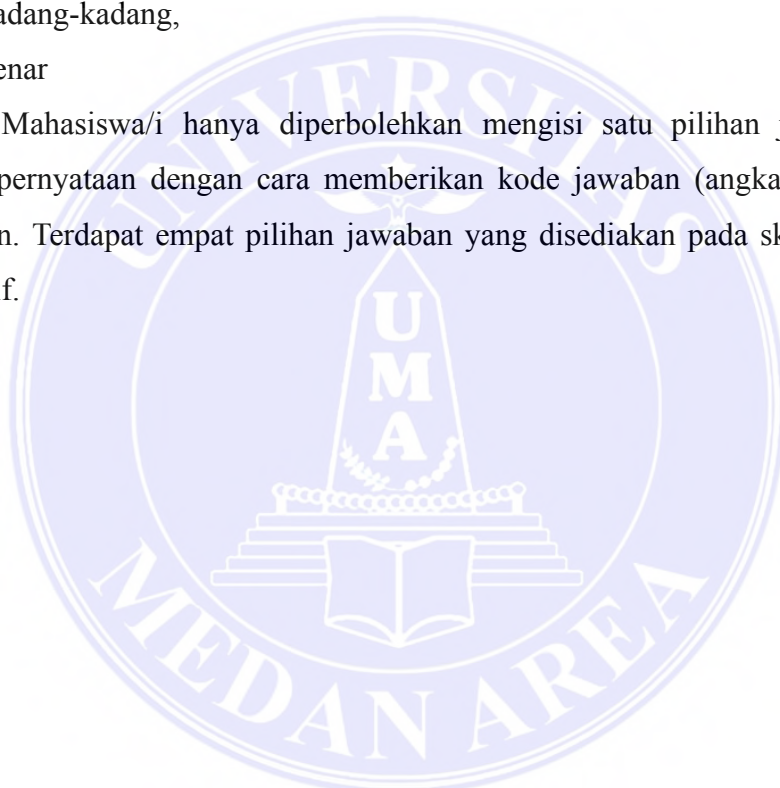 adang-kadang,
enar
Mahasiswa/i hanya diperbolehkan mengisi satu pilihan j
pernyataan dengan cara memberikan kode jawaban (angka
n. Terdapat empat pilihan jawaban yang disediakan pada sk
if.
UNIVERSITAS
UMA
MEDAN AREA